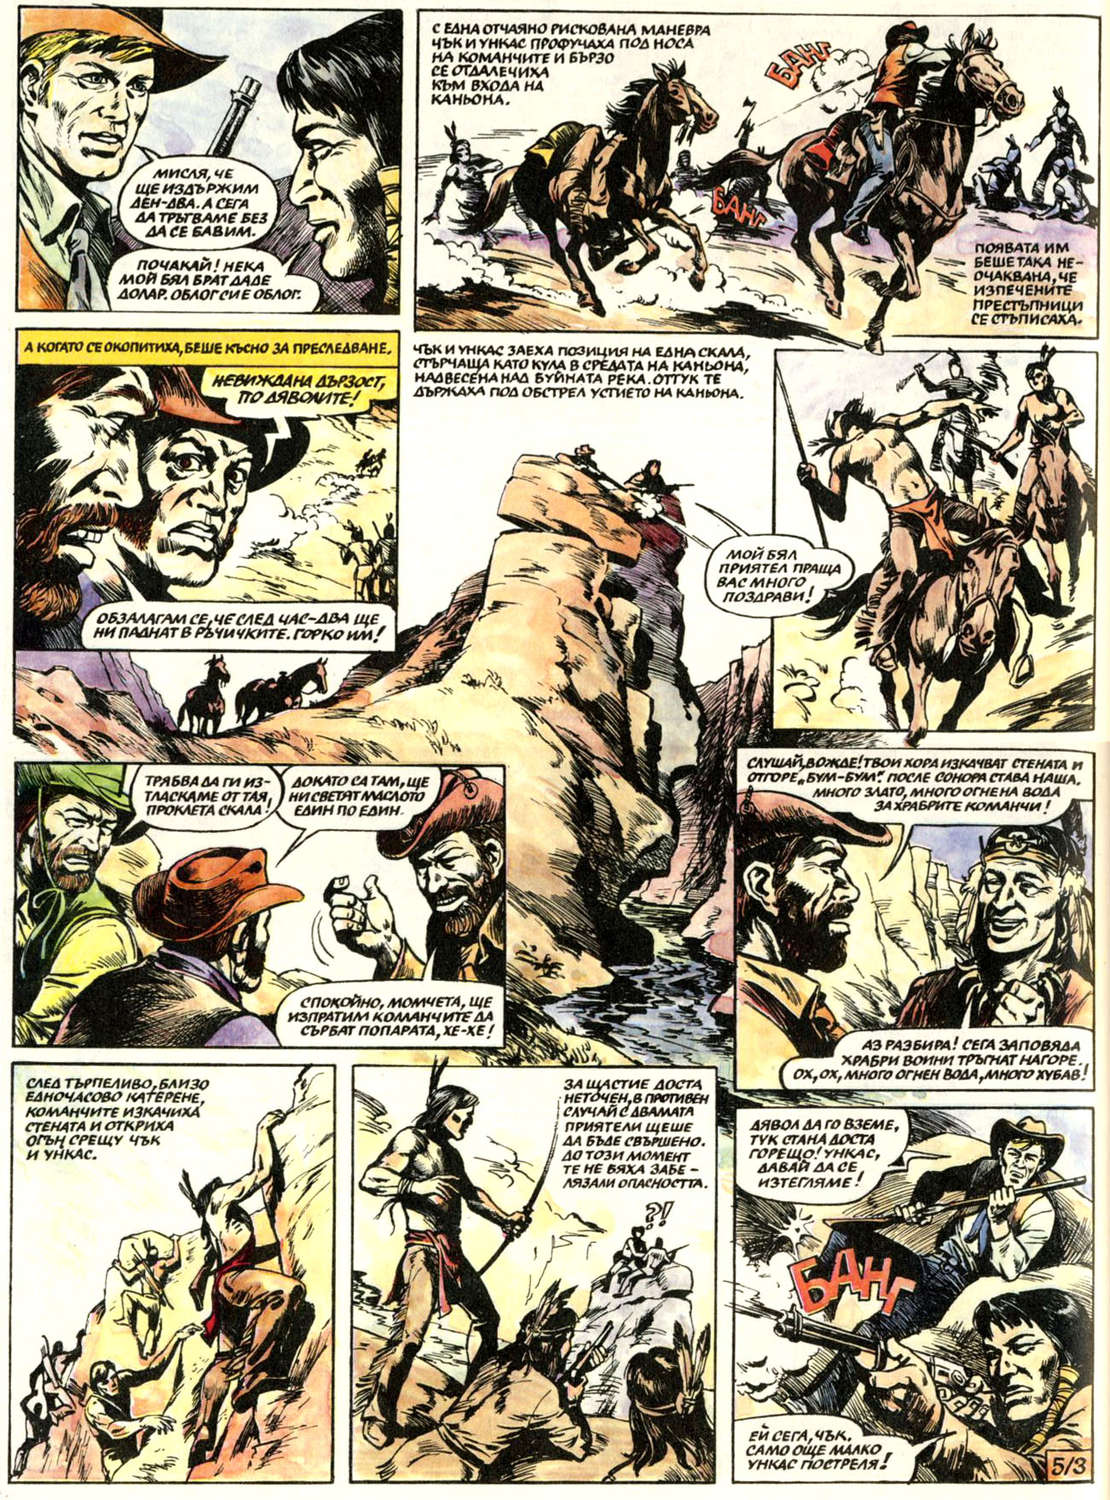 МИСЛЯ, ЧЕ
ЩЕ ИЗДЪРЖИМ
ДЕН-ДВА. А СЕГА
ДА ТРЪГВАМЕ БЕЗ
ДА СЕ БАВИМ.
ПОЧАКАЙ! НЕКА
МОЙ БЯЛ БРАТ ДАДЕ
ДОЛАР. ОБЛОГ СИ Е ОБЛОГ.
С ЕДНА ОТЧАЯНО РИСКОВАНА МАНЕВРА
ЧЪК И УНКАС ПРОФУЧАХА ПОД НОСА
НА КОМАНЧИТЕ И БЪРЗО
СЕ ОТДАЛЕЧИХА
КЪМ ВХОДА НА
КАНЬОНА.
БАНГ
БАНГ
ПОЯВАТА ИМ
БЕШЕ ТАКА НЕ-
ОЧАКВАНА, ЧЕ
ИЗПЕЧЕНИТЕ
ПРЕСТЪПНИЦИ
СЕ СТЪПИСАХА.
А КОГАТО СЕ ОКОПИТИХА, БЕШЕ КЪСНО ЗА ПРЕСЛЕДВАНЕ.
НЕВИЖДАНА ДЪРЗОСТ,
ПО ДЯВОЛИТЕ!
ОБЗАЛАГАМ СЕ, ЧЕ СЛЕД ЧАС-ДВА ЩЕ
НИ ПАДНАТ В РЪЧИЧКИТЕ. ГОРКО ИМ!
ЧЪК И УНКАС ЗАЕХА ПОЗИЦИЯ НА ЕДНА СКАЛА,
СТЪРЧАЩА КАТО КУЛА В СРЕДАТА НА КАНЬОНА,
НАДВЕСЕНА НАД БУЙНАТА РЕКА. ОТТУК ТЕ
ДЪРЖАХА ПОД ОБСТРЕЛ УСТИЕТО НА КАНЬОНА.
МОЙ БЯЛ
ПРИЯТЕЛ ПРАЩА
ВАС МНОГО
ПОЗДРАВИ!
ТРЯБВА ДА ГИ ИЗ-
ТЛАСКАМЕ ОТ ТАЯ
ПРОКЛЕТА СКАЛА!
ДОКАТО СА ТАМ, ЩЕ
НИ СВЕТЯТ МАСЛОТО
ЕДИН ПО ЕДИН.
СПОКОЙНО, МОМЧЕТА, ЩЕ
ИЗПРАТИМ КОМАНЧИТЕ ДА
СЪРБАТ ПОПАРАТА, ХЕ-ХЕ!
СЛУШАЙ, ВОЖДЕ! ТВОИ ХОРА ИЗКАЧВАТ СТЕНАТА И
ОТГОРЕ „БУМ-БУМ". ПОСЛЕ СОНОРА СТАВА НАША.
МНОГО ЗЛАТО, МНОГО ОГНЕНА ВОДА
ЗА ХРАБРИТЕ КОМАНЧИ!
АЗ РАЗБИРА! СЕГА ЗАПОВЯДА
ХРАБРИ ВОИНИ ТРЪГНАТ НАГОРЕ.
ОХ, ОХ, МНОГО ОГНЕН ВОДА, МНОГО ХУБАВ!
СЛЕД ТЪРПЕЛИВО, БЛИЗО
ЕДНОЧАСОВО КАТЕРЕНЕ,
КОМАНЧИТЕ ИЗКАЧИХА
СТЕНАТА И ОТКРИХА
ОГЪН СРЕЩУ ЧЪК
И УНКАС.
ЗА ЩАСТИЕ ДОСТА
НЕТОЧЕН, В ПРОТИВЕН
СЛУЧАЙ С ДВАМАТА
ПРИЯТЕЛИ ЩЕШЕ
ДА БЪДЕ СВЪРШЕНО.
ДО ТОЗИ МОМЕНТ
ТЕ НЕ БЯХА ЗАБЕ-
ЛЯЗАЛИ ОПАСНОСТТА.
?!
ДЯВОЛ ДА ГО ВЗЕМЕ,
ТУК СТАНА ДОСТА
ГОРЕЩО! УНКАС,
ДАВАЙ ДА СЕ
ИЗТЕГЛЯМЕ!
БАНГ
ЕЙ СЕГА, ЧЪК.
САМО ОЩЕ МАЛКО
УНКАС ПОСТРЕЛЯ!
5/3